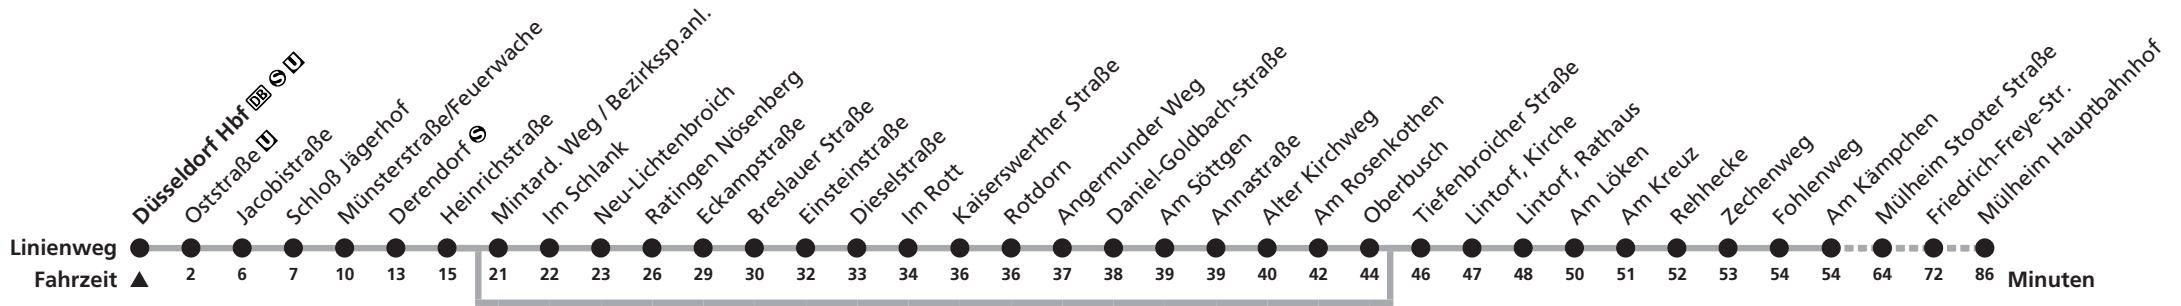 Düsseldorf Hbf DB S U
Oststraße U
Jacobistraße
Schloß Jägerhof
Münsterstraße/Feuerwache
Derendorf S
Heinrichstraße
Mintard. Weg / Bezirkssp.anl.
Im Schlank
Neu-Lichtenbroich
Ratingen Nösenberg
Eckampstraße
Breslauer Straße
Einsteinstraße
Dieselstraße
Im Rott
Kaiserswerther Straße
Rotdorn
Angermunder Weg
Daniel-Goldbach-Straße
Am Söttgen
Annastraße
Alter Kirchweg
Am Rosenkothen
Oberbusch
Tiefenbroicher Straße
Lintorf, Kirche
Lintorf, Rathaus
Am Löken
Am Kreuz
Rehhecke
Zechenweg
Fohlenweg
Am Kämpchen
Mülheim Stooter Straße
Friedrich-Freye-Str.
Mülheim Hauptbahnhof
Linienweg
Fahrzeit 2 6 7 10 13 15 21 22 23 26 29 30 32 33 34 36 36 37 38 39 39 40 42 44 46 47 48 50 51 52 53 54 54 64 72 86 Minuten